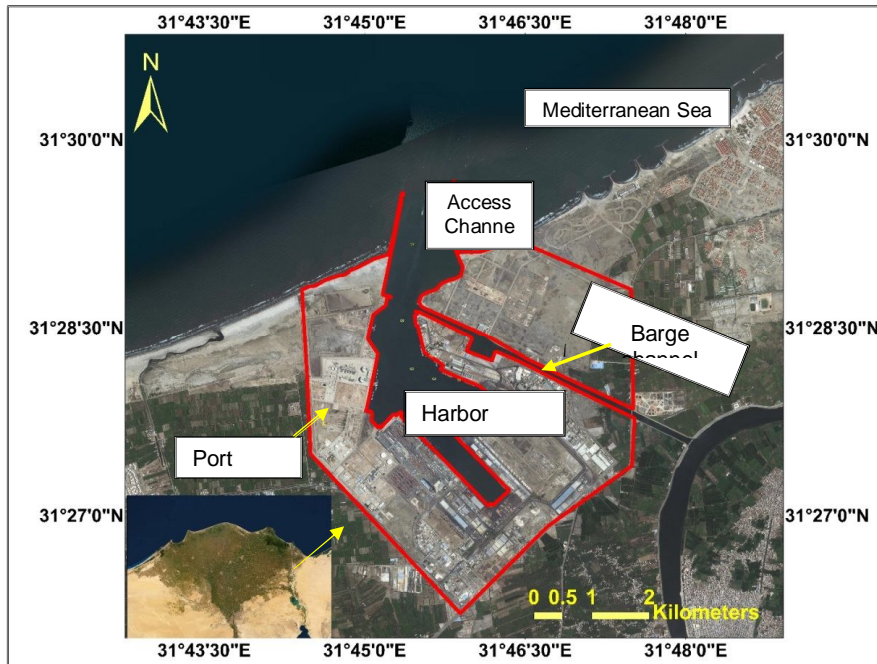 31°43'30"E 31°45'0"E 31°46'30"E 31°48'0"E
N
Mediterranean Sea
31°30'0"N 31°30'0"N
Access
Channe
31°28'30"N 31°28'30"N
Barge
channel
Harbor
Port
31°27'0"N 31°27'0"N
0 0.5 1 2
Kilometers
31°43'30"E 31°45'0"E 31°46'30"E 31°48'0"E